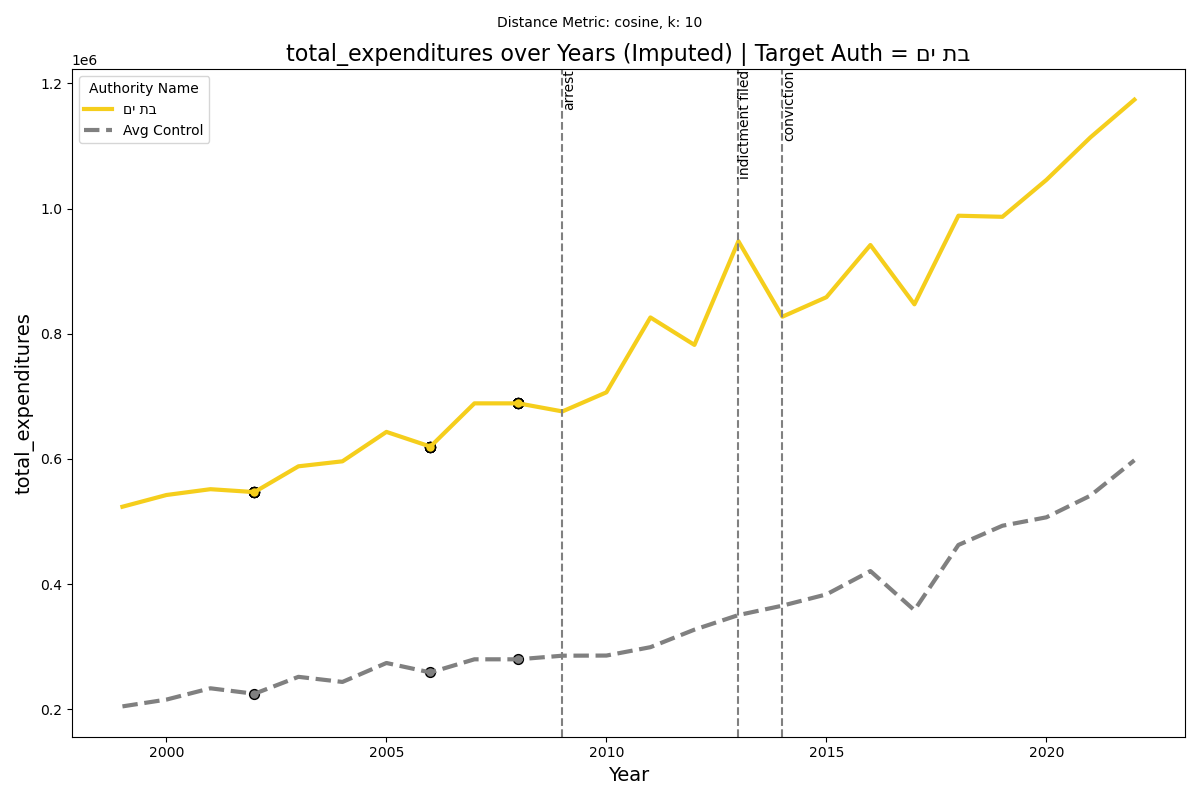 Distance Metric: cosine, k: 10
total_expenditures over Years (Imputed) | Target Auth = בת ים
1e6
Authority Name
בת ים
Avg Control
arrest
indictment filed
conviction
1.2
1.0
0.8
0.6
0.4
0.2
total_expenditures
2000
2005
2010
2015
2020
Year